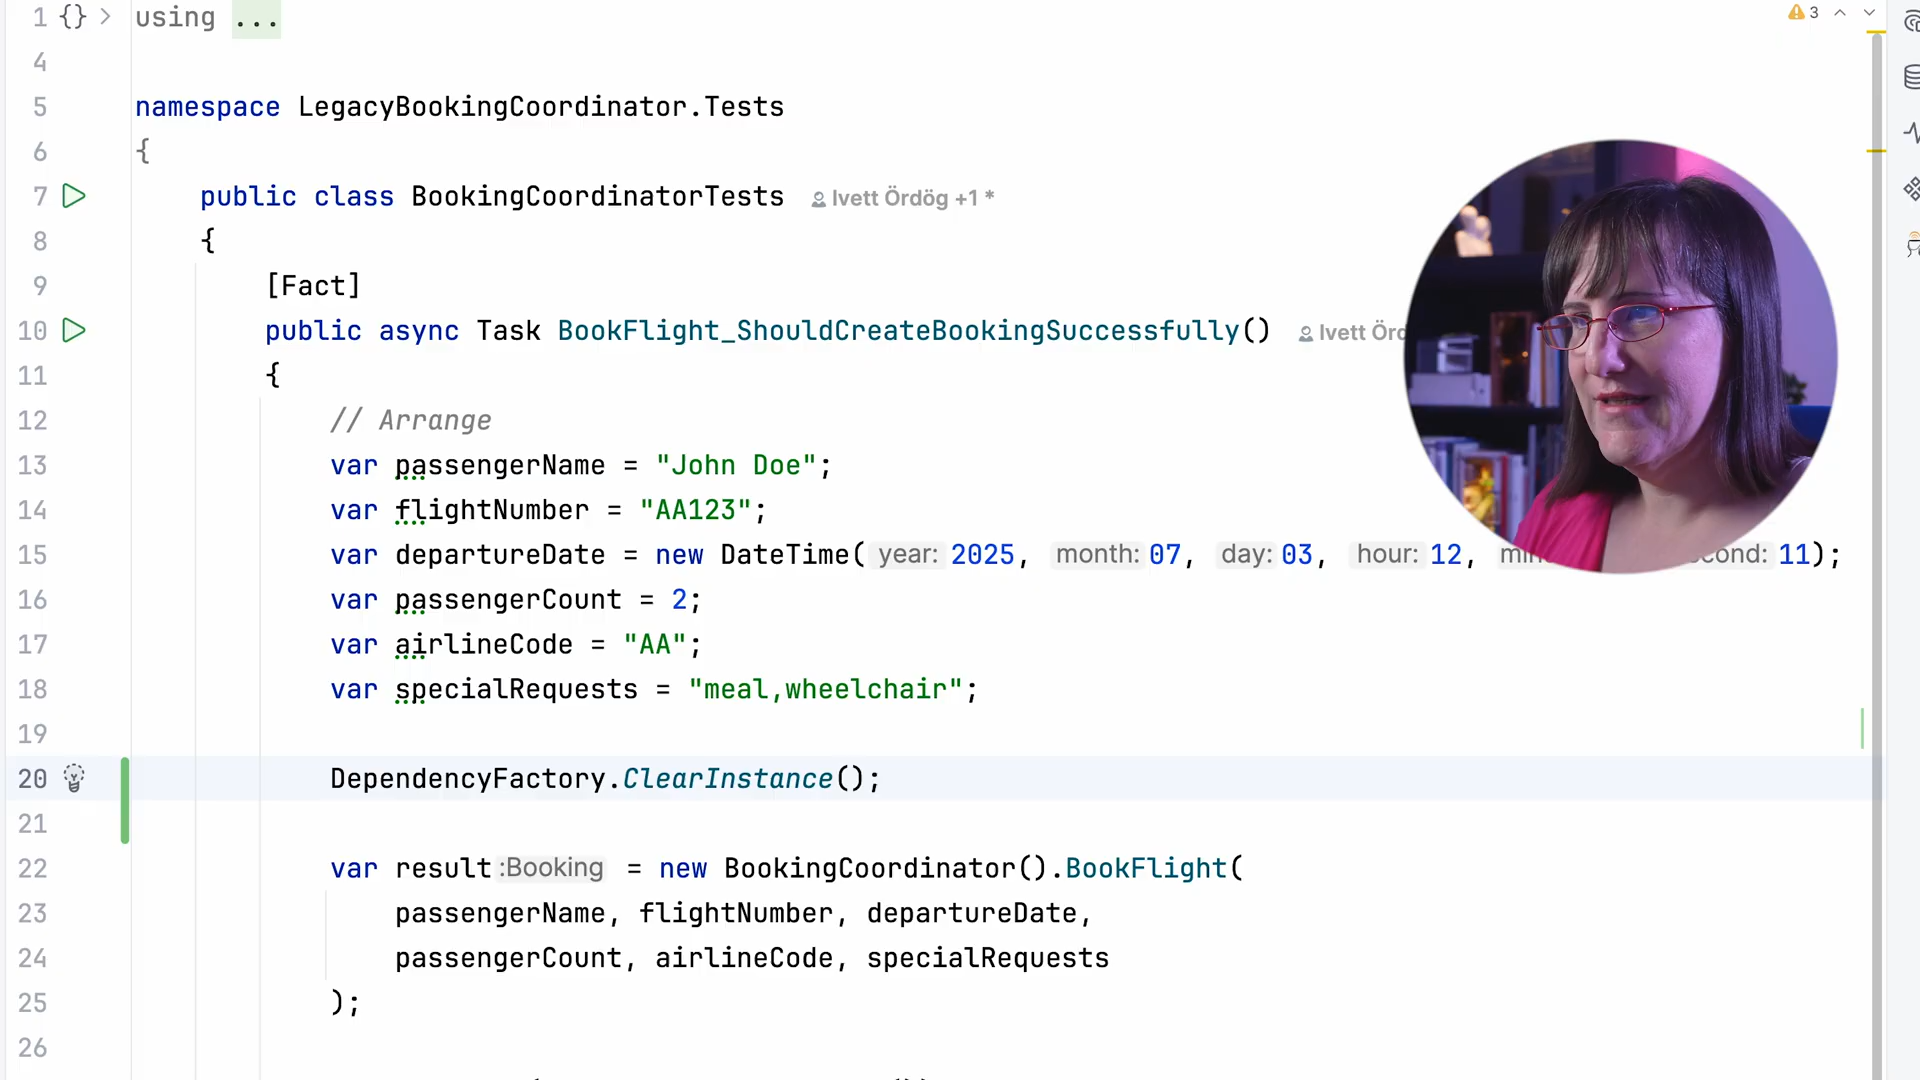 1 {} > using ...
4
5 namespace LegacyBookingCoordinator.Tests
6 {
7 public class BookingCoordinatorTests Ivett Ördög +1 *
8 {
9 [Fact]
10 public async Task BookFlight_ShouldCreateBookingSuccessfully() Ivett
11 {
12 // Arrange
13 var passengerName = "John Doe";
14 var flightNumber = "AA123";
15 var departureDate = new DateTime( year: 2025, month: 07, day: 03, hour: 12, 11);
16 var passengerCount = 2;
17 var airlineCode = "AA";
18 var specialRequests = "meal,wheelchair";
19
20 DependencyFactory.ClearInstance();
21
22 var result :Booking = new BookingCoordinator().BookFlight(
23 passengerName, flightNumber, departureDate,
24 passengerCount, airlineCode, specialRequests
25 );
26
3